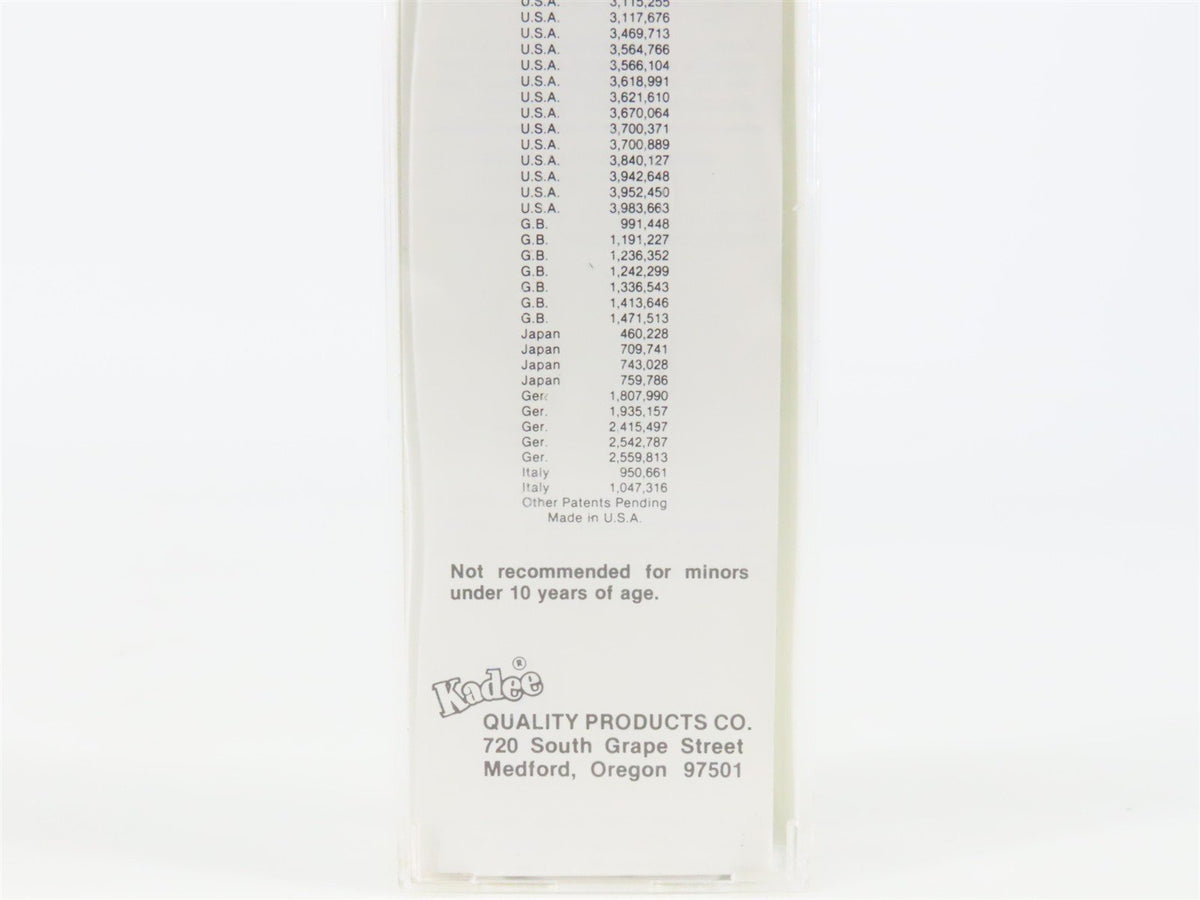 U.S.A. 3,115,255
U.S.A. 3,117,676
U.S.A. 3,469,713
U.S.A. 3,564,766
U.S.A. 3,566,104
U.S.A. 3,618,991
U.S.A. 3,621,610
U.S.A. 3,670,064
U.S.A. 3,700,371
U.S.A. 3,700,889
U.S.A. 3,840,127
U.S.A. 3,942,648
U.S.A. 3,952,450
U.S.A. 3,983,663
G.B. 991,448
G.B. 1,191,227
G.B. 1,236,352
G.B. 1,242,299
G.B. 1,336,543
G.B. 1,413,646
G.B. 1,471,513
Japan 460,228
Japan 709,741
Japan 743,028
Japan 759,786
Ger. 1,807,990
Ger. 1,935,157
Ger. 2.415,497
Ger. 2,542,787
Ger. 2,559,813
Italy 950,661
Italy 1,047,316
Other Patents Pending
Made in U.S.A.
Not recommended for minors
under 10 years of age.
Kadee®
QUALITY PRODUCTS CO.
720 South Grape Street
Medford, Oregon 97501